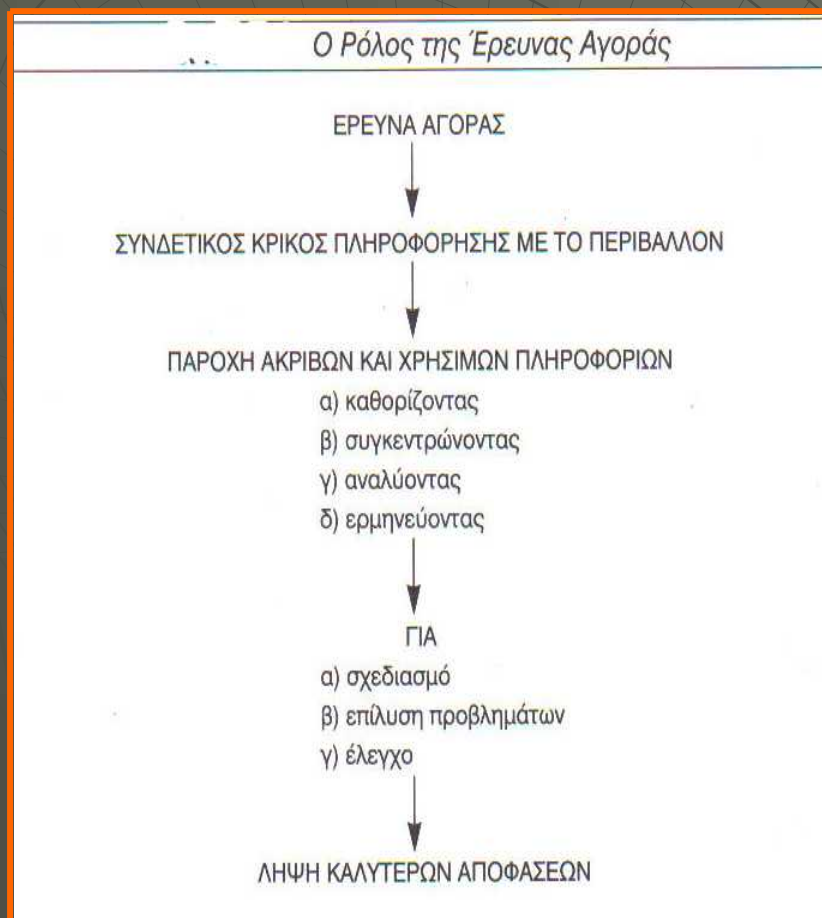 Ο Ρόλος της Έρευνας Αγοράς
ΕΡΕΥΝΑ ΑΓΟΡΑΣ
ΣΥΝΔΕΤΙΚΟΣ ΚΡΙΚΟΣ ΠΛΗΡΟΦΟΡΗΣΗΣ ΜΕ ΤΟ ΠΕΡΙΒΑΛΛΟΝ
ΠΑΡΟΧΗ ΑΚΡΙΒΩΝ ΚΑΙ ΧΡΗΣΙΜΩΝ ΠΛΗΡΟΦΟΡΙΩΝ
α) καθορίζοντας
β) συγκεντρώνοντας
γ) αναλύοντας
δ) ερμηνεύοντας
ΓΙΑ
α) σχεδιασμό
β) επίλυση προβλημάτων
γ) έλεγχο
ΛΗΨΗ ΚΑΛΥΤΕΡΩΝ ΑΠΟΦΑΣΕΩΝ